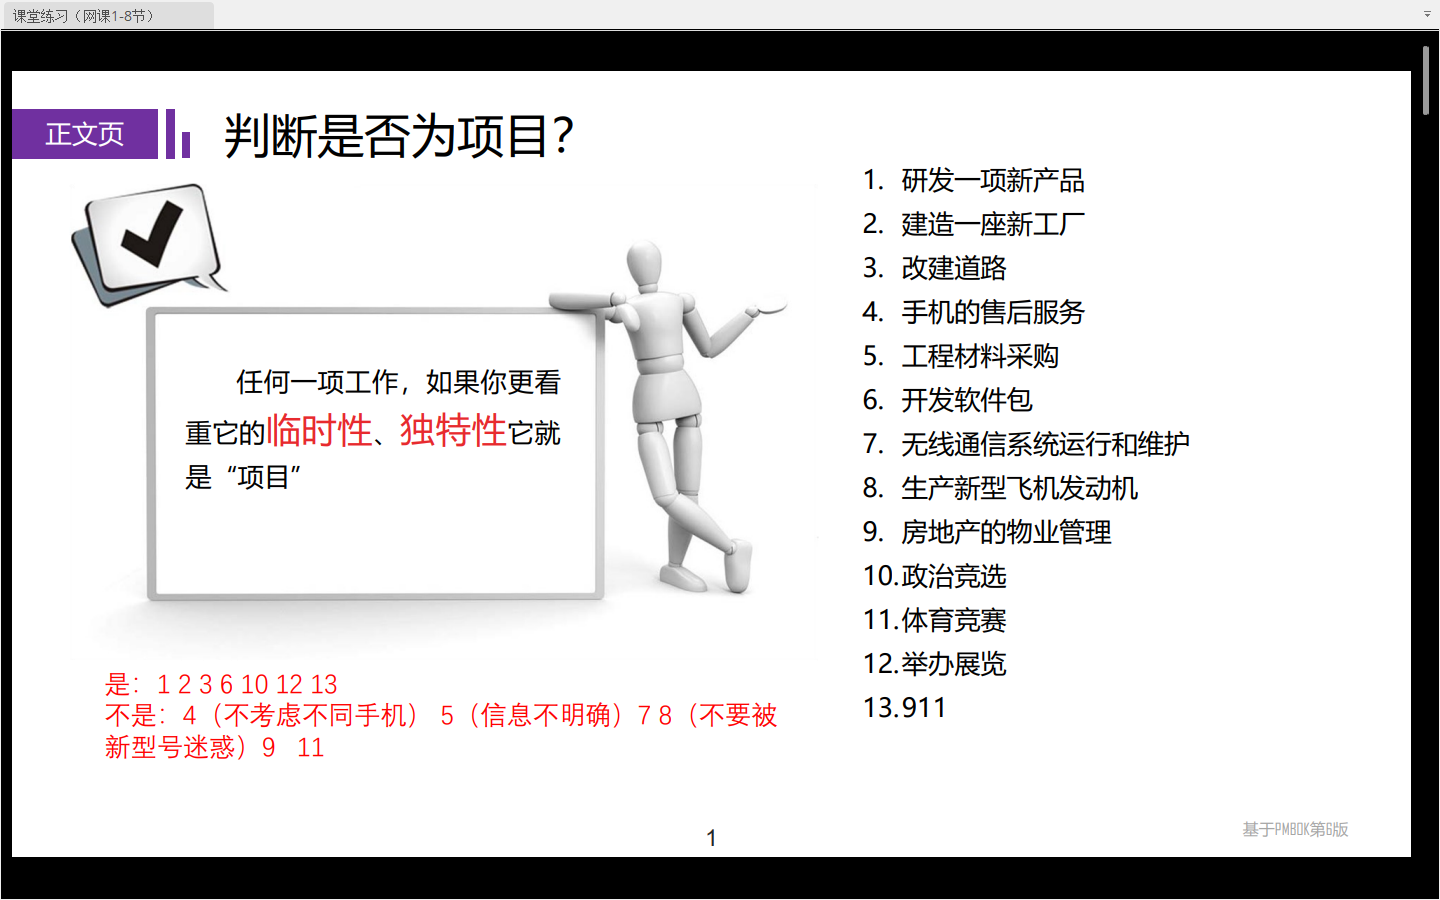 课堂练习（网课1-8节）
正文页
判断是否为项目？
任何一项工作，如果你更看
重它的临时性、独特性它就
是“项目”
1. 研发一项新产品
2. 建造一座新工厂
3. 改建道路
4. 手机的售后服务
5. 工程材料采购
6. 开发软件包
7. 无线通信系统运行和维护
8. 生产新型飞机发动机
9. 房地产的物业管理
10.政治竞选
11.体育竞赛
12.举办展览
13.911
是：1 2 3 6 10 12 13
不是：4（不考虑不同手机） 5（信息不明确）7 8（不要被
新型号迷惑）9 11
基于PMBOK第6版
1